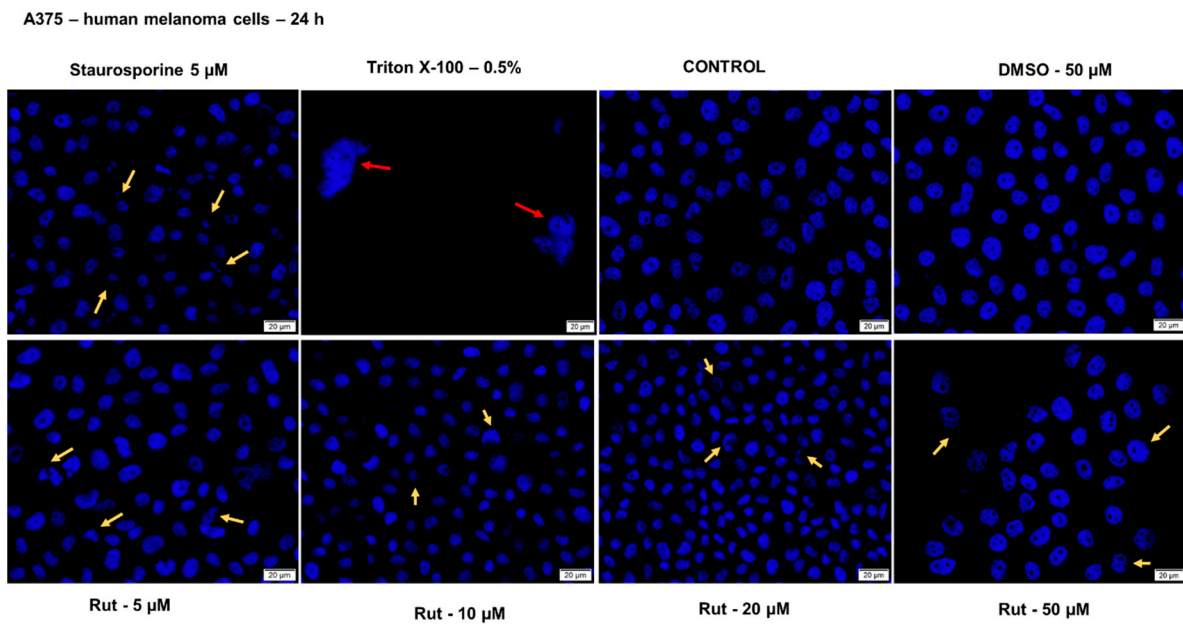 A375 – human melanoma cells – 24 h
Staurosporine 5 µM
Triton X-100 – 0.5%
CONTROL
DMSO - 50 µM
20 µm
20 µm
20 µm
20 µm
20 µm
20 µm
20 µm
20 µm
Rut - 5 µM
Rut - 10 µM
Rut - 20 µM
Rut - 50 µM